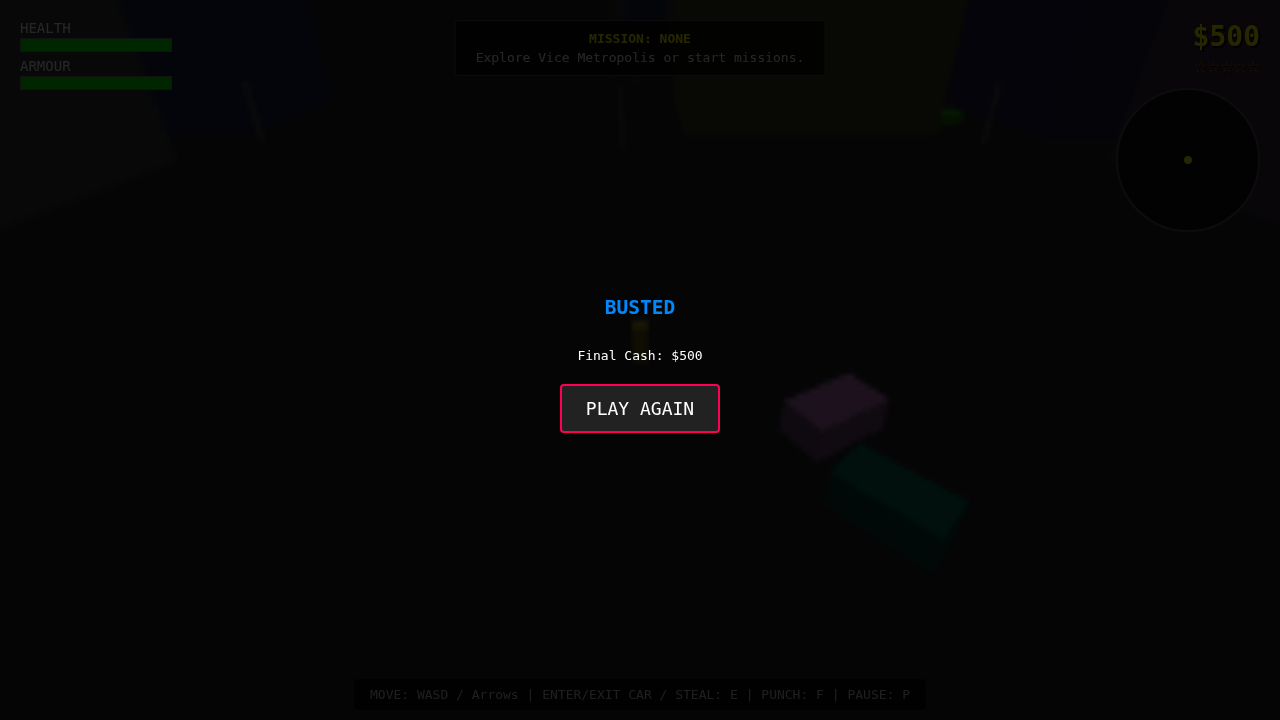 HEALTH
ARMOUR
MISSION: NONE
Explore Vice Metropolis or start missions.
$500
☆☆☆☆☆
BUSTED
Final Cash: $500
PLAY AGAIN
MOVE: WASD / Arrows | ENTER/EXIT CAR / STEAL: E | PUNCH: F | PAUSE: P